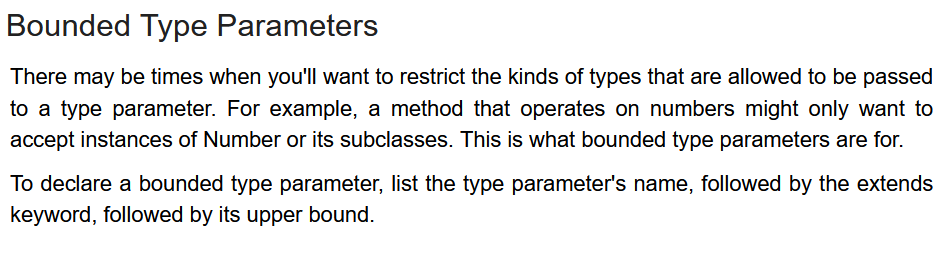 Bounded Type Parameters
There may be times when you'll want to restrict the kinds of types that are allowed to be passed
to a type parameter. For example, a method that operates on numbers might only want to
accept instances of Number or its subclasses. This is what bounded type parameters are for.
To declare a bounded type parameter, list the type parameter's name, followed by the extends
keyword, followed by its upper bound.